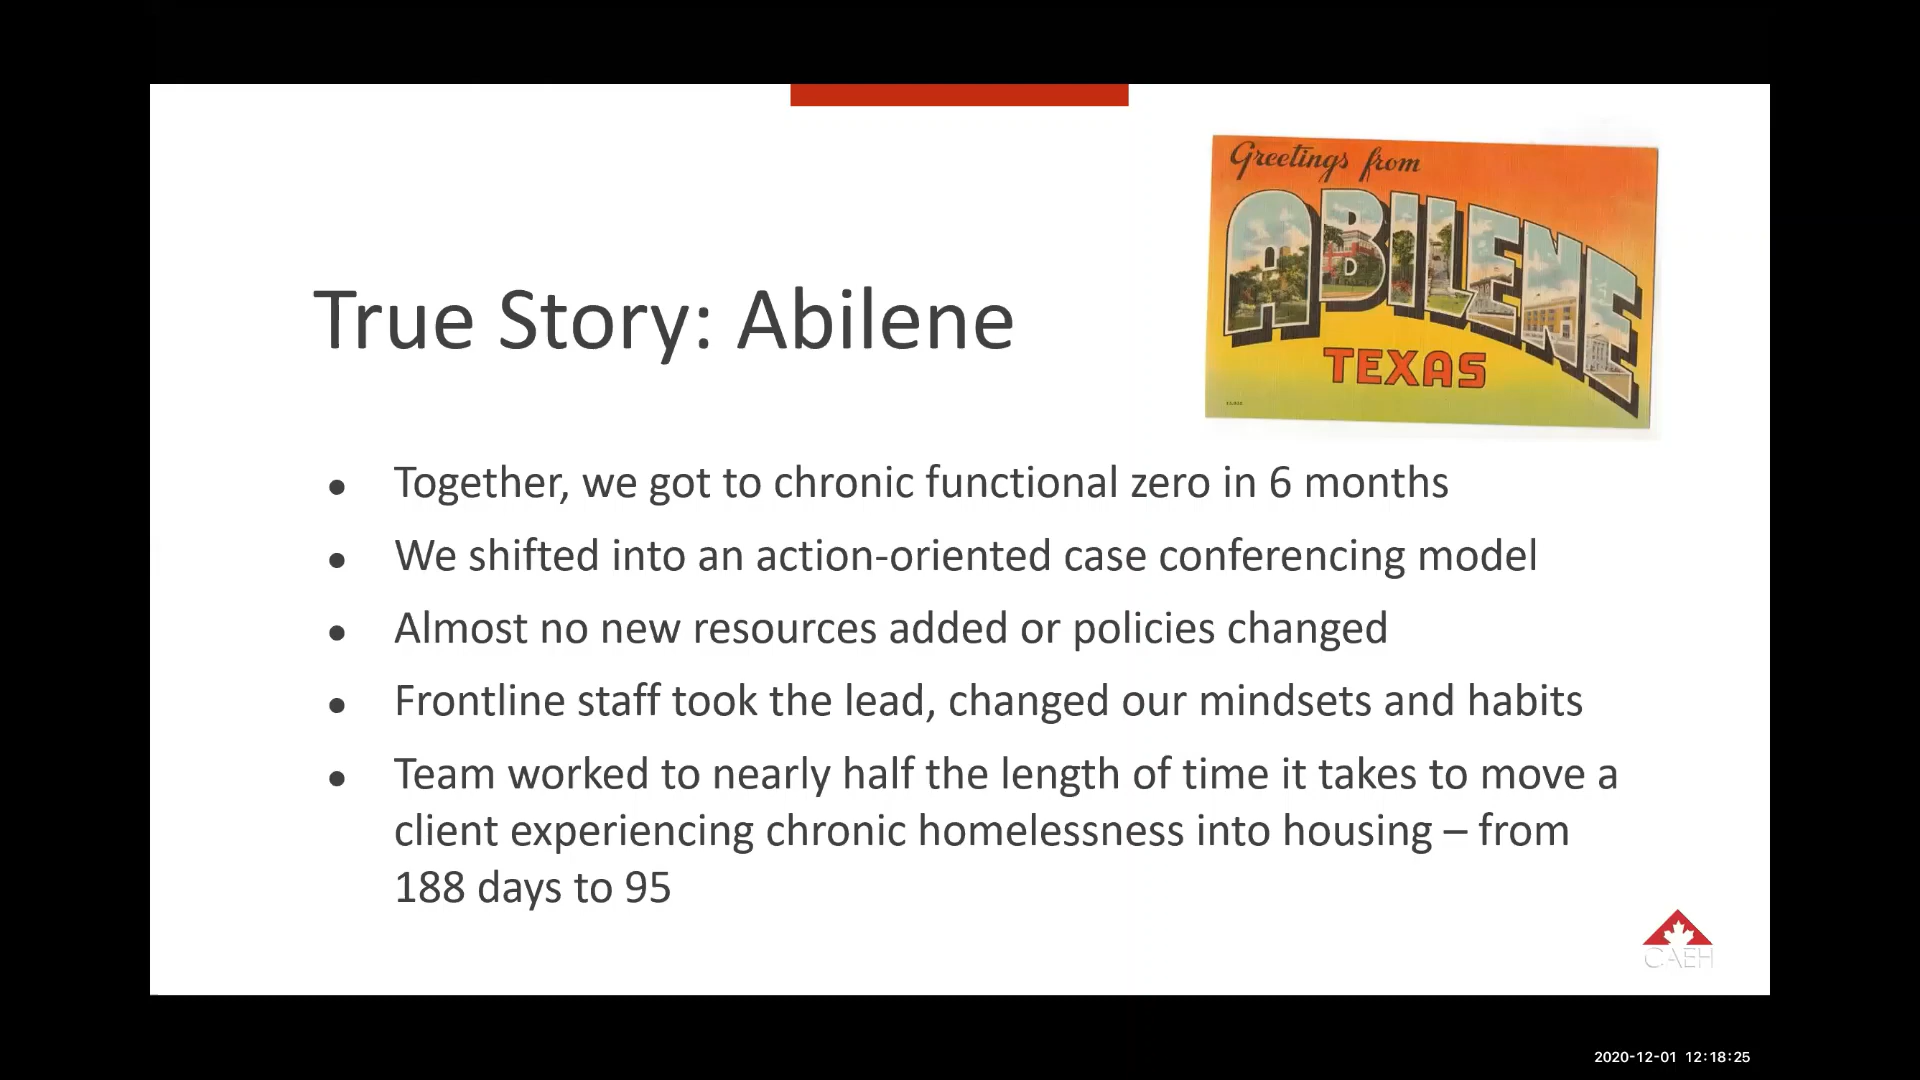 Greetings from
ABILENE
TEXAS
True Story: Abilene
● Together, we got to chronic functional zero in 6 months
● We shifted into an action-oriented case conferencing model
● Almost no new resources added or policies changed
● Frontline staff took the lead, changed our mindsets and habits
● Team worked to nearly half the length of time it takes to move a
client experiencing chronic homelessness into housing – from
188 days to 95
CAEH
2020-12-01 12:18:25